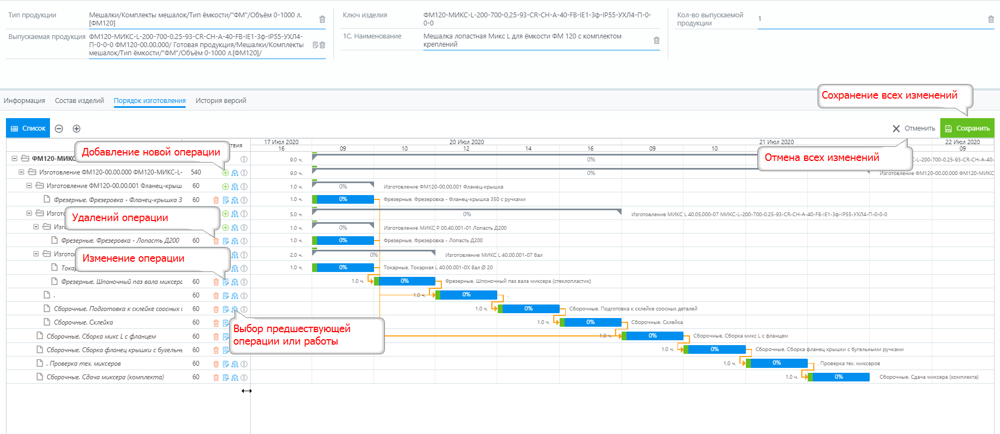 Тип продукции
Мешалки/Комплекты мешалок/Тип ёмкости/"ФМ"/Объём 0-1000 л.
[ФМ120]
Выпускаемая продукция
ФМ120-МИКС-L-200-700-0.25-93-CR-CH-A-40-FB-IE1-3ф-IP55-УХЛ4-
П-0-0-0 ФМ120-00.00.000/ Готовая продукция/Мешалки/Комплекты
мешалок/Тип ёмкости/"ФМ"/Объём 0-1000 л.[ФМ120]/
Ключ изделия
ФМ120-МИКС-L-200-700-0,25-93-CR-CH-A-40-FB-IE1-3ф-IP55-УХЛ4-П-0-
0-0
1С. Наименование
Мешалка лопастная Микс L для ёмкости ФМ 120 с комплектом
креплений
Кол-во выпускаемой
продукции
1
Информация
Состав изделий
Порядок изготовления
История версий
Сохранение всех изменений
Список
Отменить
Сохранить
Добавление новой операции
Отмена всех изменений
Удалений операции
Изменение операции
Выбор предшествующей
операции или работы
твия
17 Июл 2020
20 Июл 2020
21 Июл 2020
22 Июл 2020
16 09 10 12 14 16 09 10 09
ФМ120-МИКС
9.0 ч. 0%
-L-200-700-0,25-93-CR-CH-A-40-
Изготовление ФМ120-00.00.000 ФМ120-МИКС-L- 540
9.0 ч. 0% Изготовление ФМ120-00.00.000 ФМ120-МИКС
Изготовление ФМ120-00.00.001 Фланец-крыш 60
1.0 ч. 0% Изготовление ФМ120-00.00.001 Фланец-крышка
Фрезерные. Фрезеровка - Фланец-крышка 3 60
1.0 ч. 0% Фрезерные. Фрезеровка - Фланец-крышка 350 с ручками
Изгот
5.0 ч. 0% Изготовление МИКС L 40.05.000-07 МИКС-L-200-700-0.25-93-CR-CH-A-40-FB-IE1-3ф-IP55-УХЛ4-П-0-0-0
Изго
1.0 ч. 0% Изготовление МИКС Р 00.40.001-01 Лопасть Д200
Фрезерные. Фрезеровка - Лопасть Д200 60
1.0 ч. 0% Фрезерные. Фрезеровка - Лопасть Д200
Изгот
2.0 ч. 0% Изготовление МИКС L 40.00.001-07 Вал
Токар
1.0 ч. 0% Токарные. Токарная L 40.00.001-0X Вал Ø 20
Фрезерные. Шпоночный паз вала миксера 60
1.0 ч. 0% Фрезерные. Шпоночный паз вала миксера (стеклопластик)
. 60
1.0 ч. 0% .
Сборочные. Подготовка к склейке соосных 60
1.0 ч. 0% Сборочные. Подготовка к склейке соосных деталей
Сборочные. Склейка 60
1.0 ч. 0% Сборочные. Склейка
Сборочные. Сборка микс L с фланцем 60
1.0 ч. 0% Сборочные. Сборка микс L с фланцем
Сборочные. Сборка фланец крышки с бугельны 60
1.0 ч. 0% Сборочные. Сборка фланец крышки с бугельными ручками
. Проверка тех. миксеров 60
1.0 ч. 0% . Проверка тех. миксеров
Сборочные. Сдача миксера (комплекта) 60
1.0 ч. 0% Сборочные. Сдача миксера (комплекта)